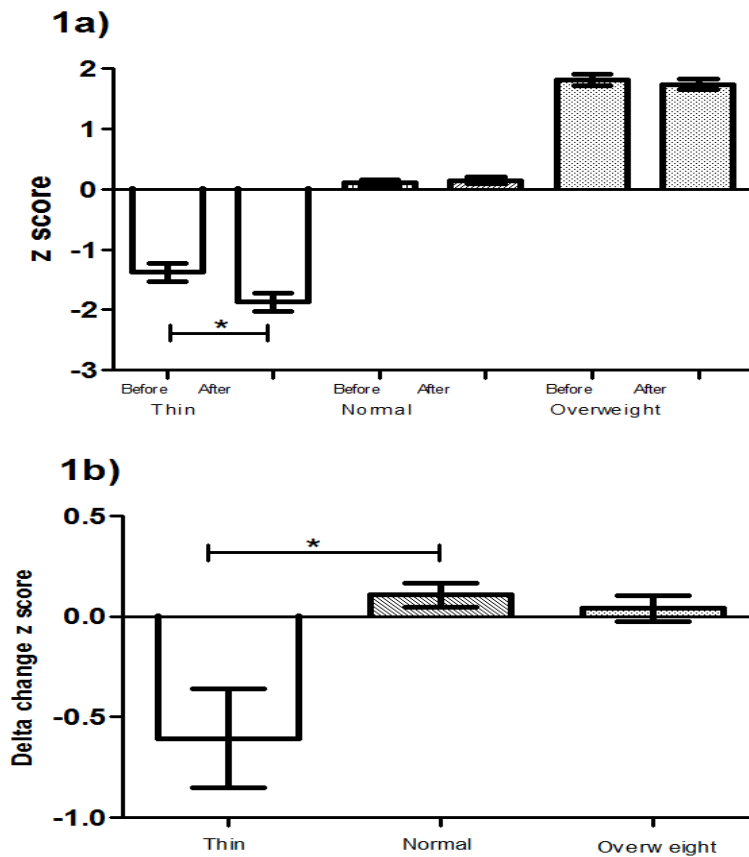 1a)
z score
2
1
0
-1
-2
-3
*
Before After Before After Before After
Thin Normal Overweight
1b)
Delta change z score
0.5
0.0
-0.5
-1.0
*
Thin Normal Overw eight